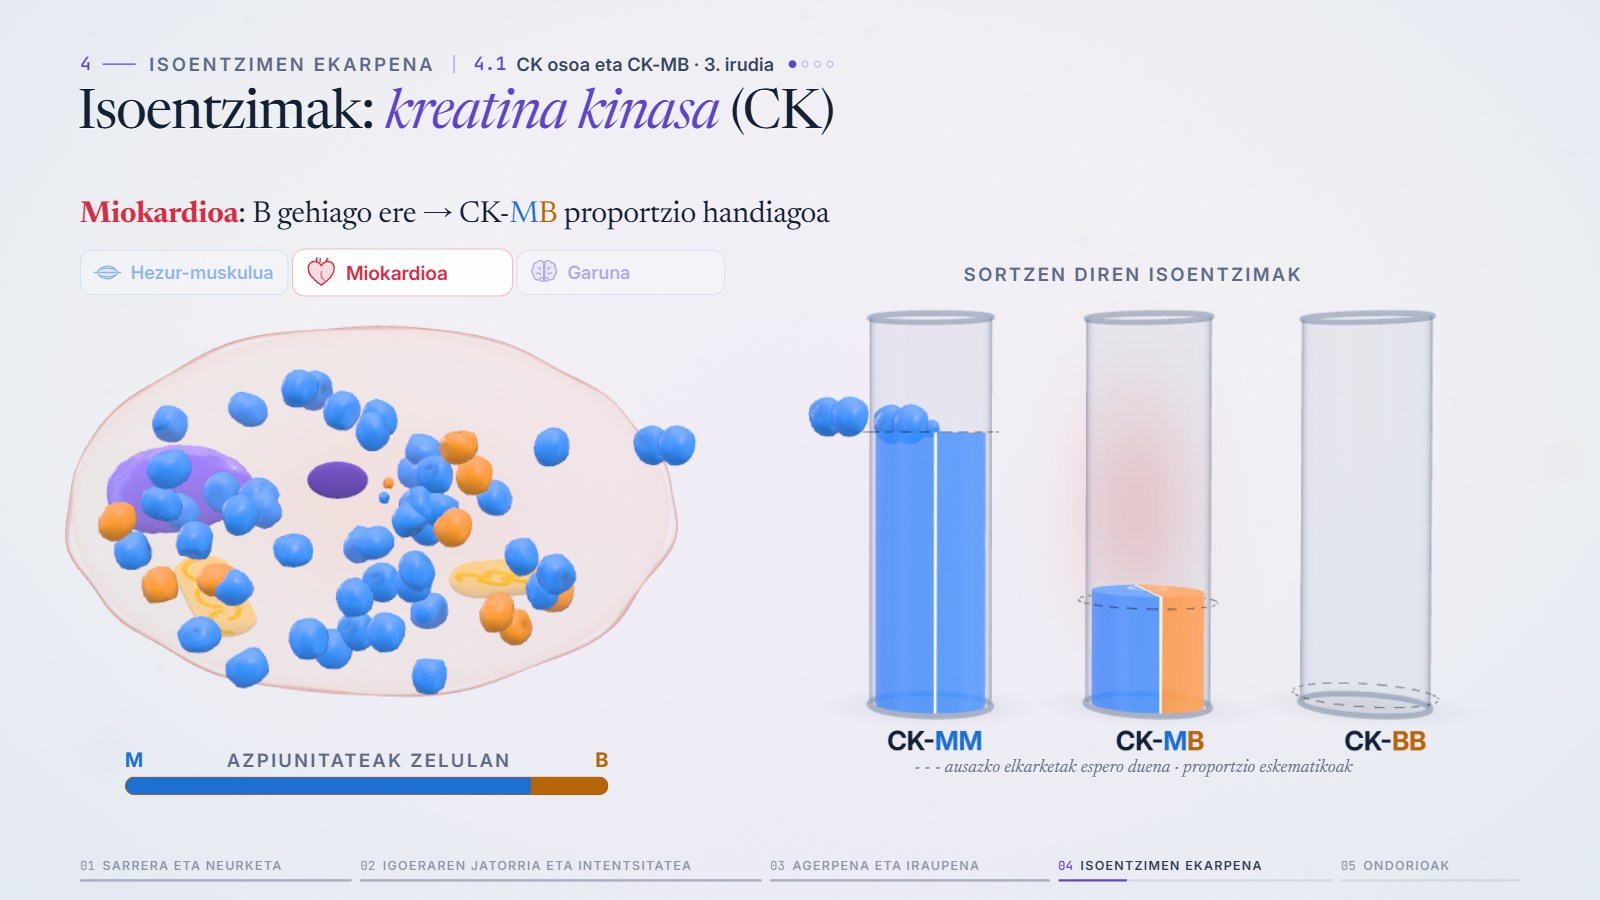 4 — ISOENTZIMEN EKARPENA | 4.1 CK osoa eta CK-MB · 3. irudia
Isoentzimak: kreatina kinasa (CK)
Miokardioa: B gehiago ere → CK-MB proportzio handiagoa
Hezur-muskulua
Miokardioa
Garuna
SORTZEN DIREN ISOENTZIMAK
CK-MM
CK-MB
CK-BB
- - - ausazko elkarketak espero duena · proportzio eskematikoak
M AZPIUNITATEAK ZELULAN B
01 SARRERA ETA NEURKETA
02 IGOERAREN JATORRIA ETA INTENTSITATEA
03 AGERPENA ETA IRAUPENA
04 ISOENTZIMEN EKARPENA
05 ONDORIOAK